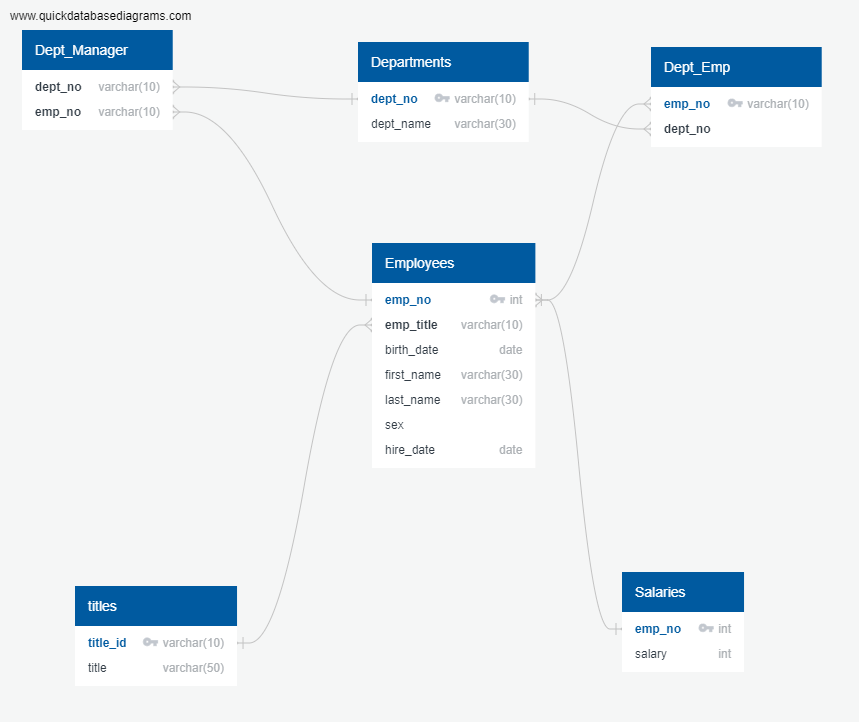 www.quickdatabasediagrams.com
Dept_Manager
dept_no varchar(10)
emp_no varchar(10)
Departments
dept_no varchar(10)
dept_name varchar(30)
Dept_Emp
emp_no varchar(10)
dept_no
Employees
emp_no int
emp_title varchar(10)
birth_date date
first_name varchar(30)
last_name varchar(30)
sex
hire_date date
titles
title_id varchar(10)
title varchar(50)
Salaries
emp_no int
salary int